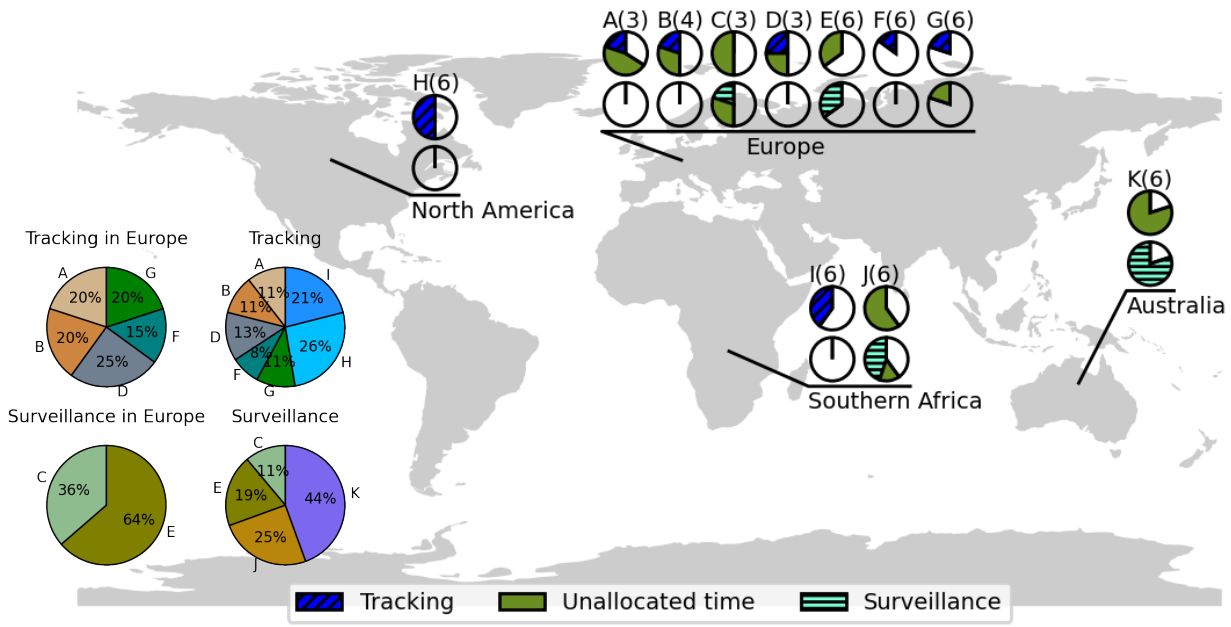 A(3) B(4) C(3) D(3) E(6) F(6) G(6)
Europe
H(6)
North America
K(6)
Australia
I(6) J(6)
Southern Africa
Tracking in Europe
A
20%
G
20%
B
20%
F
15%
D
25%
Tracking
A
11%
I
21%
B
11%
D
13%
H
26%
F
8%
G
11%
Surveillance in Europe
C
36%
E
64%
Surveillance
C
11%
E
19%
K
44%
J
25%
Tracking Unallocated time Surveillance